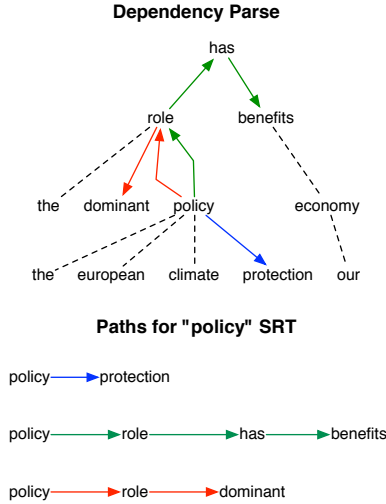 Dependency Parse
has
role benefits
the dominant policy economy
the european climate protection our
Paths for "policy" SRT
policy protection
policy role has benefits
policy role dominant